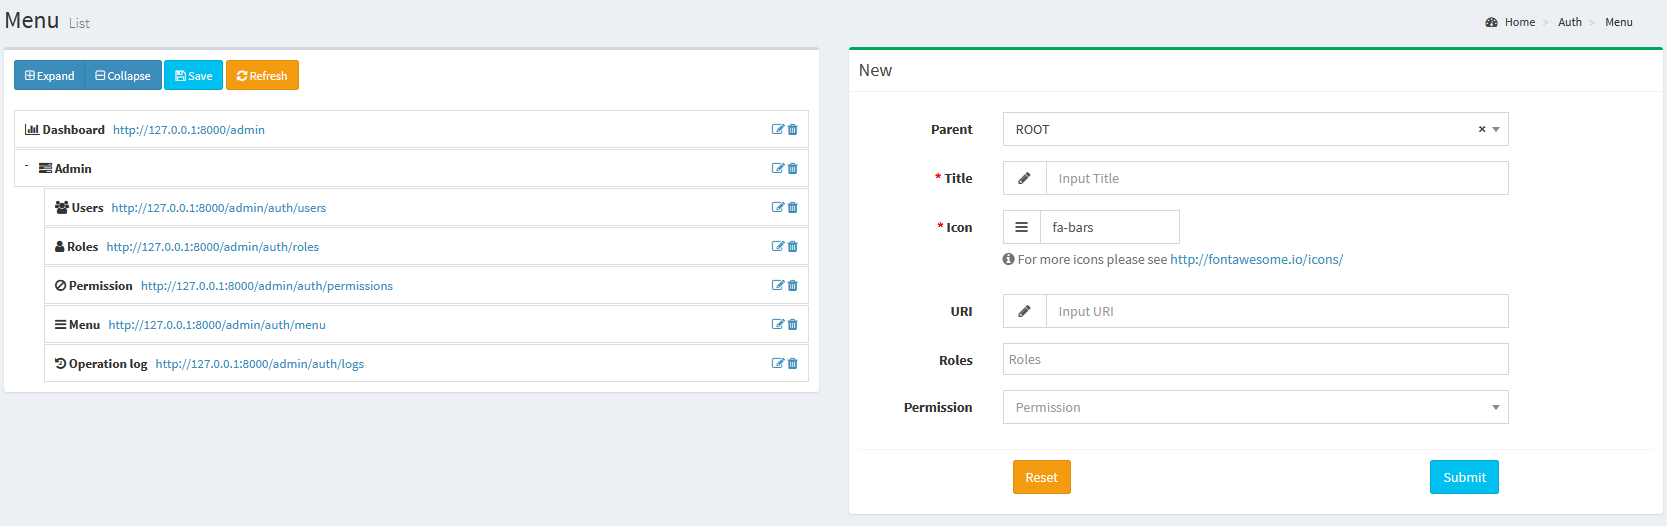 Menu List
Home > Auth > Menu
Expand Collapse Save Refresh
Dashboard http://127.0.0.1:8000/admin
- Admin
Users http://127.0.0.1:8000/admin/auth/users
Roles http://127.0.0.1:8000/admin/auth/roles
Permission http://127.0.0.1:8000/admin/auth/permissions
Menu http://127.0.0.1:8000/admin/auth/menu
Operation log http://127.0.0.1:8000/admin/auth/logs
New
Parent ROOT ×
* Title Input Title
* Icon fa-bars
For more icons please see http://fontawesome.io/icons/
URI Input URI
Roles Roles
Permission Permission
Reset Submit